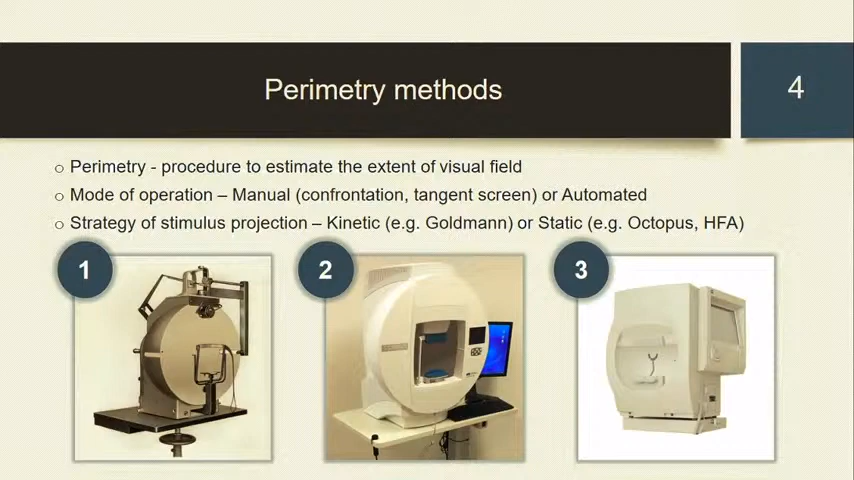 Perimetry methods
4
o Perimetry - procedure to estimate the extent of visual field
o Mode of operation – Manual (confrontation, tangent screen) or Automated
o Strategy of stimulus projection – Kinetic (e.g. Goldmann) or Static (e.g. Octopus, HFA)
1
2
3